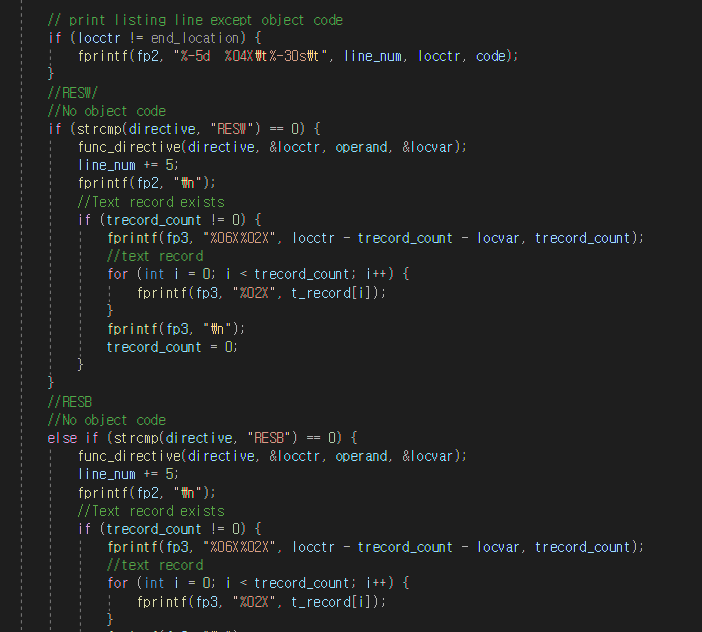 // print listing line except object code
if (locctr != end_location) {
fprintf(fp2, "%-5d  %04X₩t%-30s₩t", line_num, locctr, code);
}
//RESW/
//No object code
if (strcmp(directive, "RESW") == 0) {
func_directive(directive, &locctr, operand, &locvar);
line_num += 5;
fprintf(fp2, "₩n");
//Text record exists
if (trecord_count != 0) {
fprintf(fp3, "%06X%02X", locctr - trecord_count - locvar, trecord_count);
//text record
for (int i = 0; i < trecord_count; i++) {
fprintf(fp3, "%02X", t_record[i]);
}
fprintf(fp3, "₩n");
trecord_count = 0;
}
}
//RESB
//No object code
else if (strcmp(directive, "RESB") == 0) {
func_directive(directive, &locctr, operand, &locvar);
line_num += 5;
fprintf(fp2, "₩n");
//Text record exists
if (trecord_count != 0) {
fprintf(fp3, "%06X%02X", locctr - trecord_count - locvar, trecord_count);
//text record
for (int i = 0; i < trecord_count; i++) {
fprintf(fp3, "%02X", t_record[i]);
}